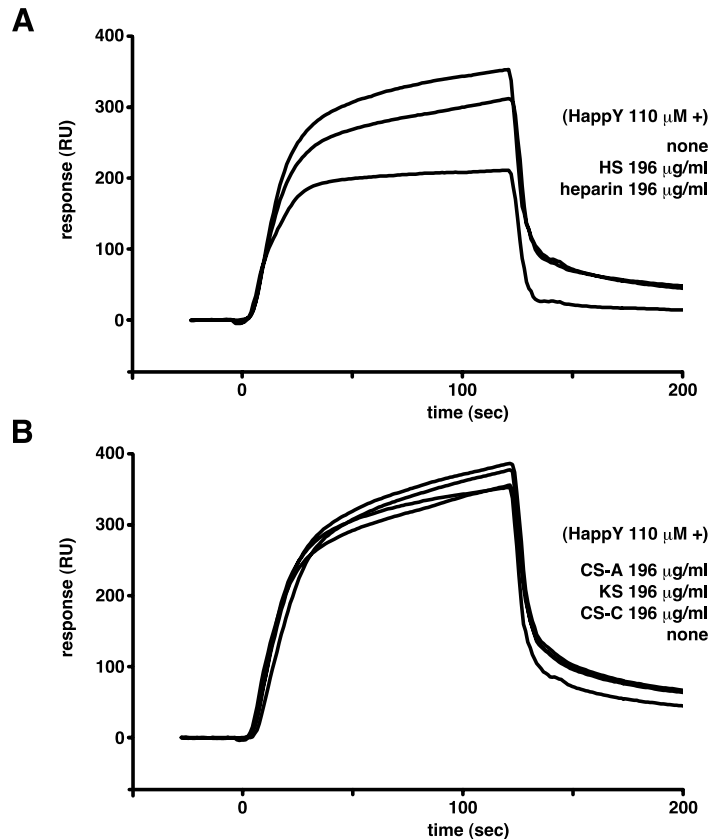 A
400
300
200
100
0
response (RU)
(HappY 110 μM +)
none
HS 196 μg/ml
heparin 196 μg/ml
0
100
200
time (sec)
B
400
300
200
100
0
response (RU)
(HappY 110 μM +)
CS-A 196 μg/ml
KS 196 μg/ml
CS-C 196 μg/ml
none
0
100
200
time (sec)